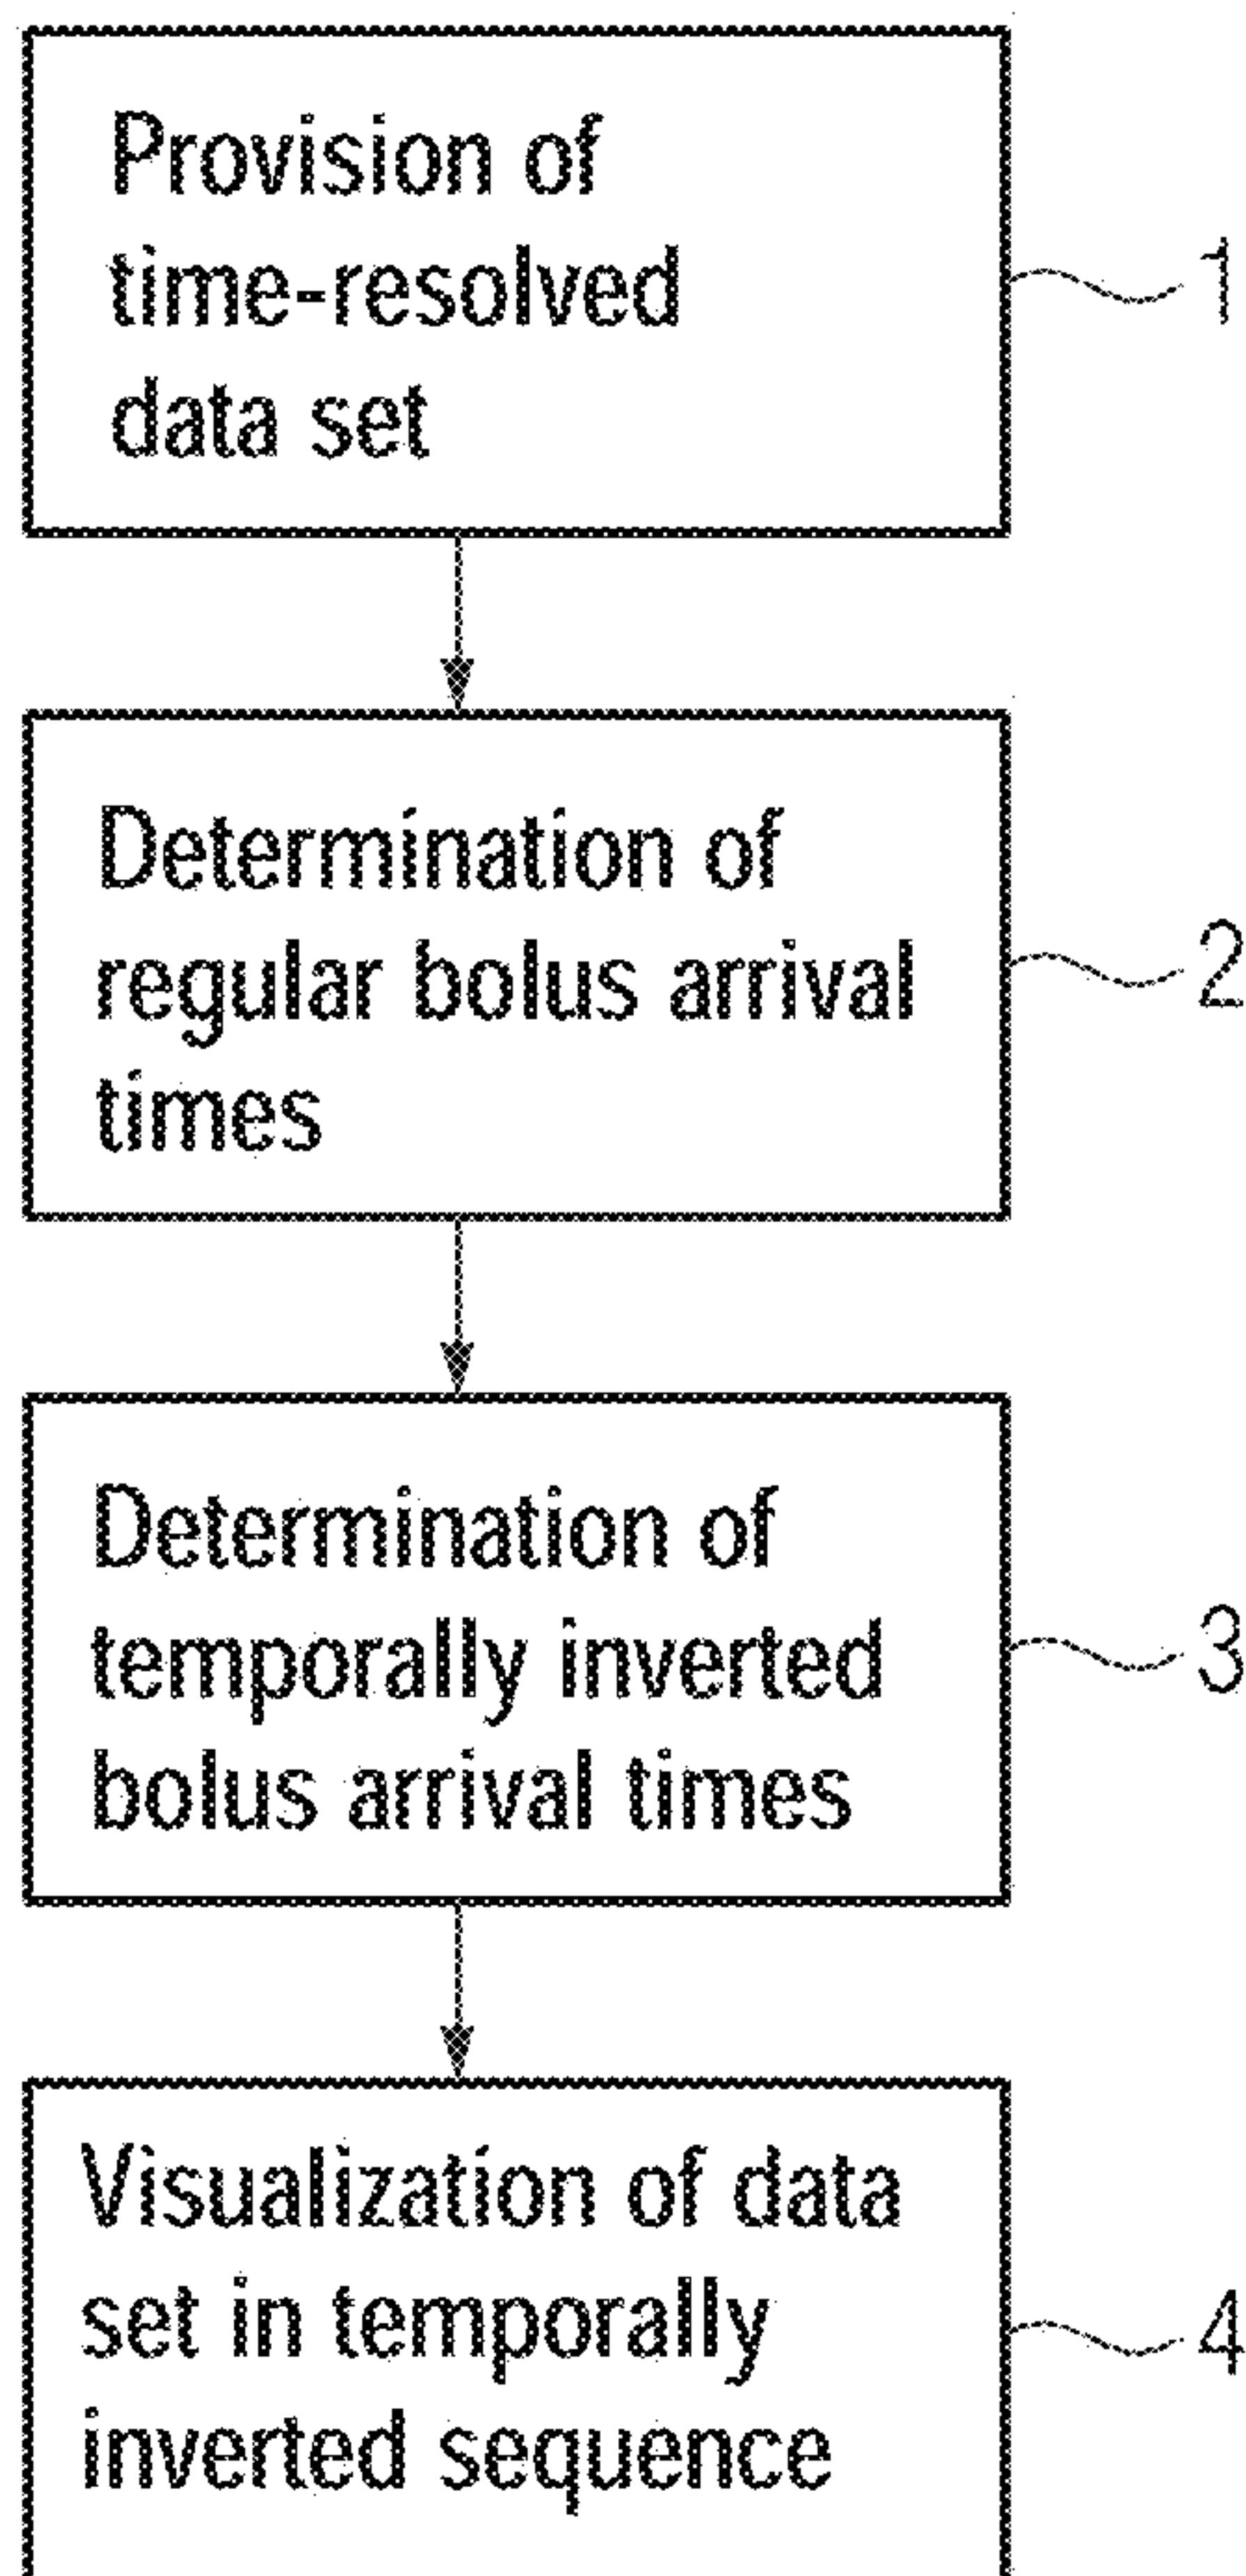 Provision of
time-resolved
data set
1
Determination of
regular bolus arrival
times
2
Determination of
temporally inverted
bolus arrival times
3
Visualization of data
set in temporally
inverted sequence
4